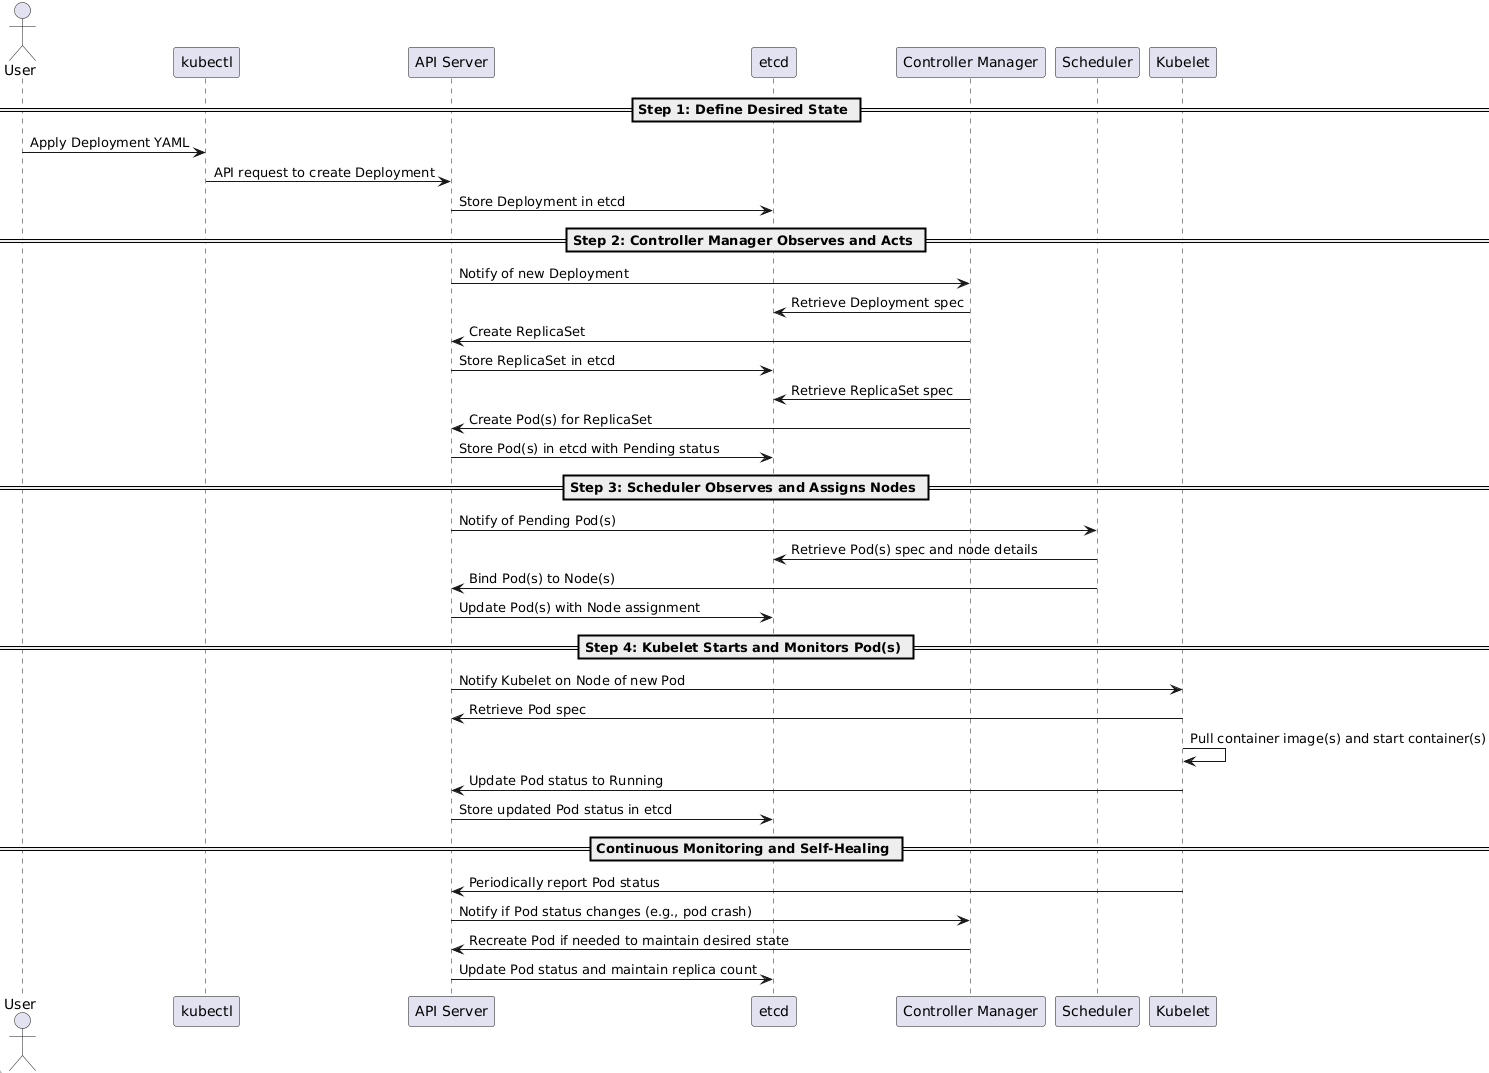 User
kubectl
API Server
etcd
Controller Manager
Scheduler
Kubelet
Step 1: Define Desired State
Apply Deployment YAML
API request to create Deployment
Store Deployment in etcd
Step 2: Controller Manager Observes and Acts
Notify of new Deployment
Retrieve Deployment spec
Create ReplicaSet
Store ReplicaSet in etcd
Retrieve ReplicaSet spec
Create Pod(s) for ReplicaSet
Store Pod(s) in etcd with Pending status
Step 3: Scheduler Observes and Assigns Nodes
Notify of Pending Pod(s)
Retrieve Pod(s) spec and node details
Bind Pod(s) to Node(s)
Update Pod(s) with Node assignment
Step 4: Kubelet Starts and Monitors Pod(s)
Notify Kubelet on Node of new Pod
Retrieve Pod spec
Pull container image(s) and start container(s)
Update Pod status to Running
Store updated Pod status in etcd
Continuous Monitoring and Self-Healing
Periodically report Pod status
Notify if Pod status changes (e.g., pod crash)
Recreate Pod if needed to maintain desired state
Update Pod status and maintain replica count
User
kubectl
API Server
etcd
Controller Manager
Scheduler
Kubelet